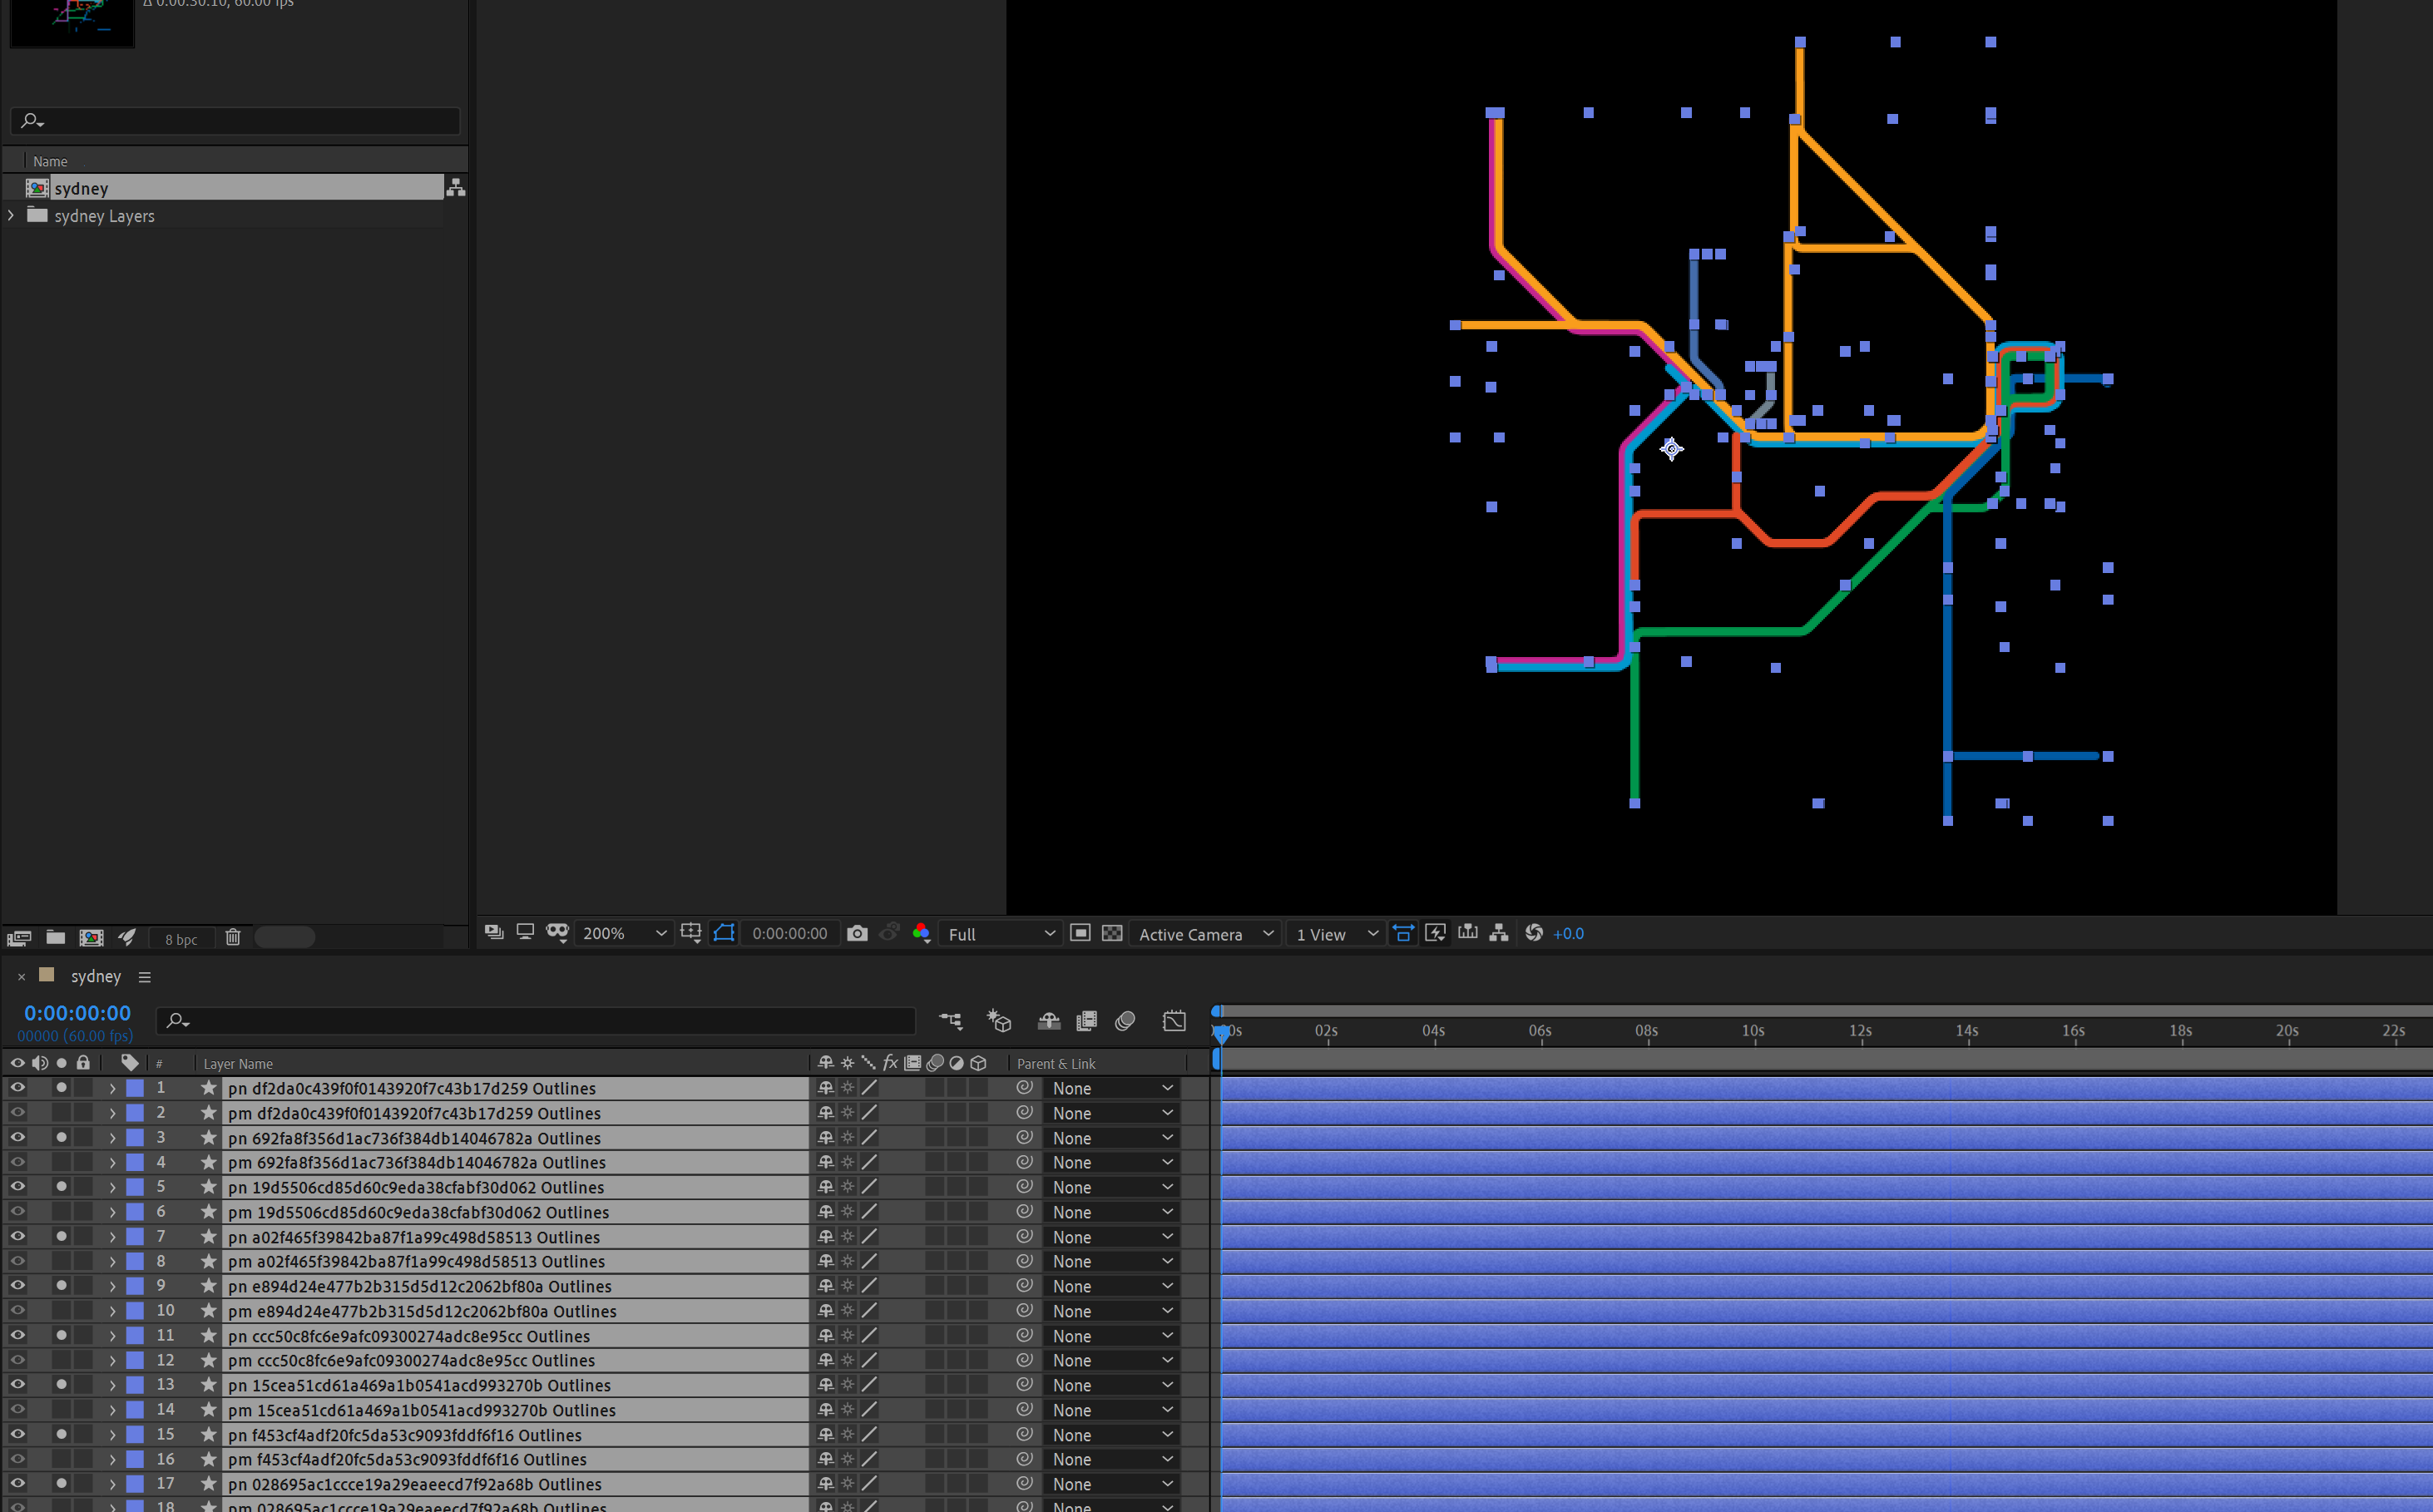 Δ 0:00:30:10, 60.00 fps
Name
sydney
sydney Layers
8 bpc
200%
0:00:00:00
Full
Active Camera
1 View
+0.0
sydney
0:00:00:00
00000 (60.00 fps)
02s 04s 06s 08s 10s 12s 14s 16s 18s 20s 22s
# Layer Name fx Parent & Link
1 pn df2da0c439f0f0143920f7c43b17d259 Outlines None
2 pm df2da0c439f0f0143920f7c43b17d259 Outlines None
3 pn 692fa8f356d1ac736f384db14046782a Outlines None
4 pm 692fa8f356d1ac736f384db14046782a Outlines None
5 pn 19d5506cd85d60c9eda38cfabf30d062 Outlines None
6 pm 19d5506cd85d60c9eda38cfabf30d062 Outlines None
7 pn a02f465f39842ba87f1a99c498d58513 Outlines None
8 pm a02f465f39842ba87f1a99c498d58513 Outlines None
9 pn e894d24e477b2b315d5d12c2062bf80a Outlines None
10 pm e894d24e477b2b315d5d12c2062bf80a Outlines None
11 pn ccc50c8fc6e9afc09300274adc8e95cc Outlines None
12 pm ccc50c8fc6e9afc09300274adc8e95cc Outlines None
13 pn 15cea51cd61a469a1b0541acd993270b Outlines None
14 pm 15cea51cd61a469a1b0541acd993270b Outlines None
15 pn f453cf4adf20fc5da53c9093fddf6f16 Outlines None
16 pm f453cf4adf20fc5da53c9093fddf6f16 Outlines None
17 pn 028695ac1ccce19a29eaeecd7f92a68b Outlines None
18 pm 028695ac1ccce19a29eaeecd7f92a68b Outlines None